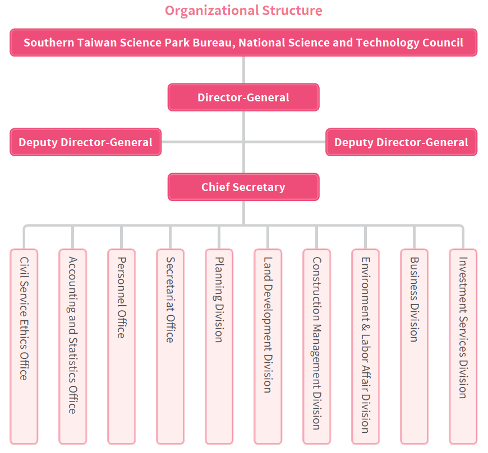 Organizational Structure
Southern Taiwan Science Park Bureau, National Science and Technology Council
Director-General
Deputy Director-General
Deputy Director-General
Chief Secretary
Civil Service Ethics Office
Accounting and Statistics Office
Personnel Office
Secretariat Office
Planning Division
Land Development Division
Construction Management Division
Environment & Labor Affair Division
Business Division
Investment Services Division